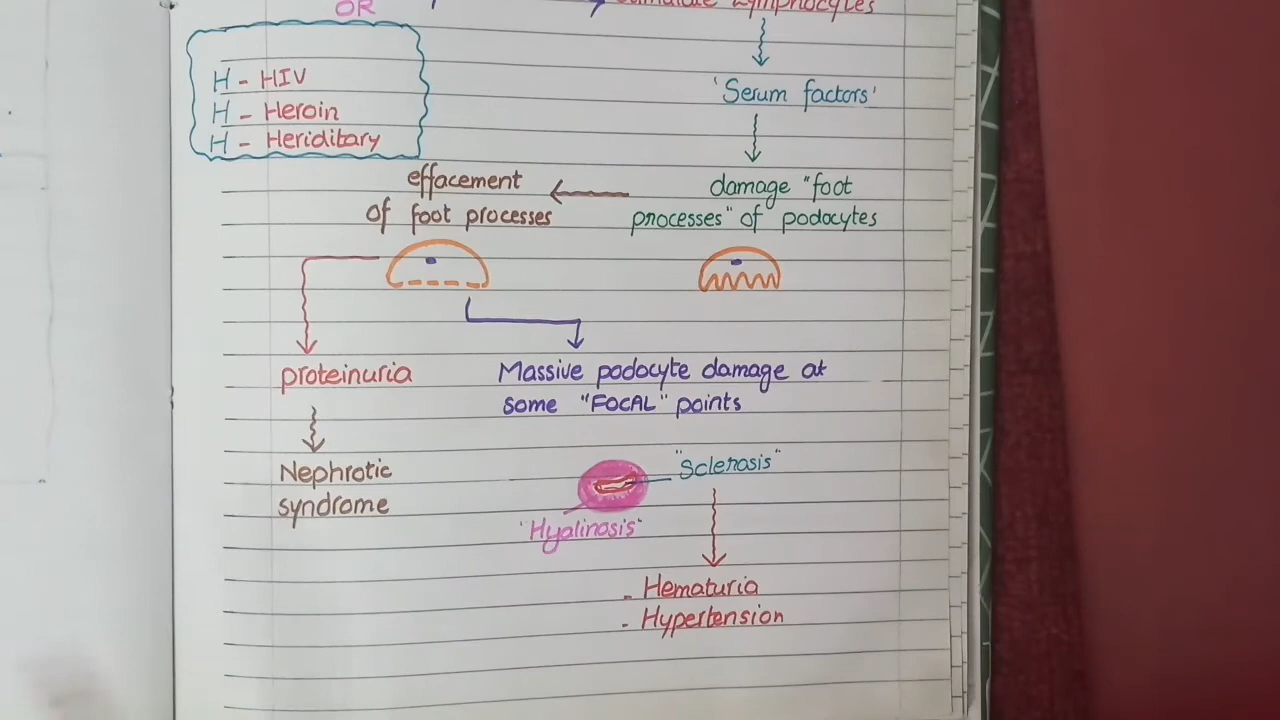 OR
Lymphocytes
H - HIV
H - Heroin
H - Heriditary
'Serum factors'
damage "foot
processes" of podocytes
effacement
of foot processes
proteinuria
Nephrotic
syndrome
Massive podocyte damage at
some "FOCAL" points
"Sclerosis"
"Hyalinosis"
- Hematuria
- Hypertension